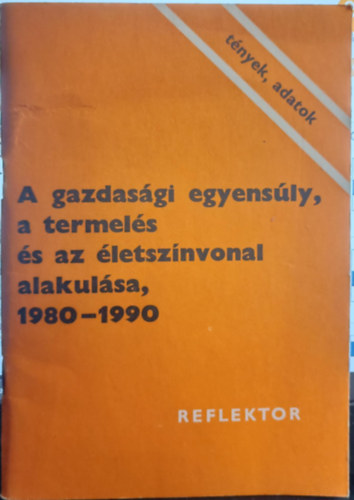 tények, adatok
A gazdasági egyensúly,
a termelés
és az életszínvonal
alakulása,
1980–1990
REFLEKTOR